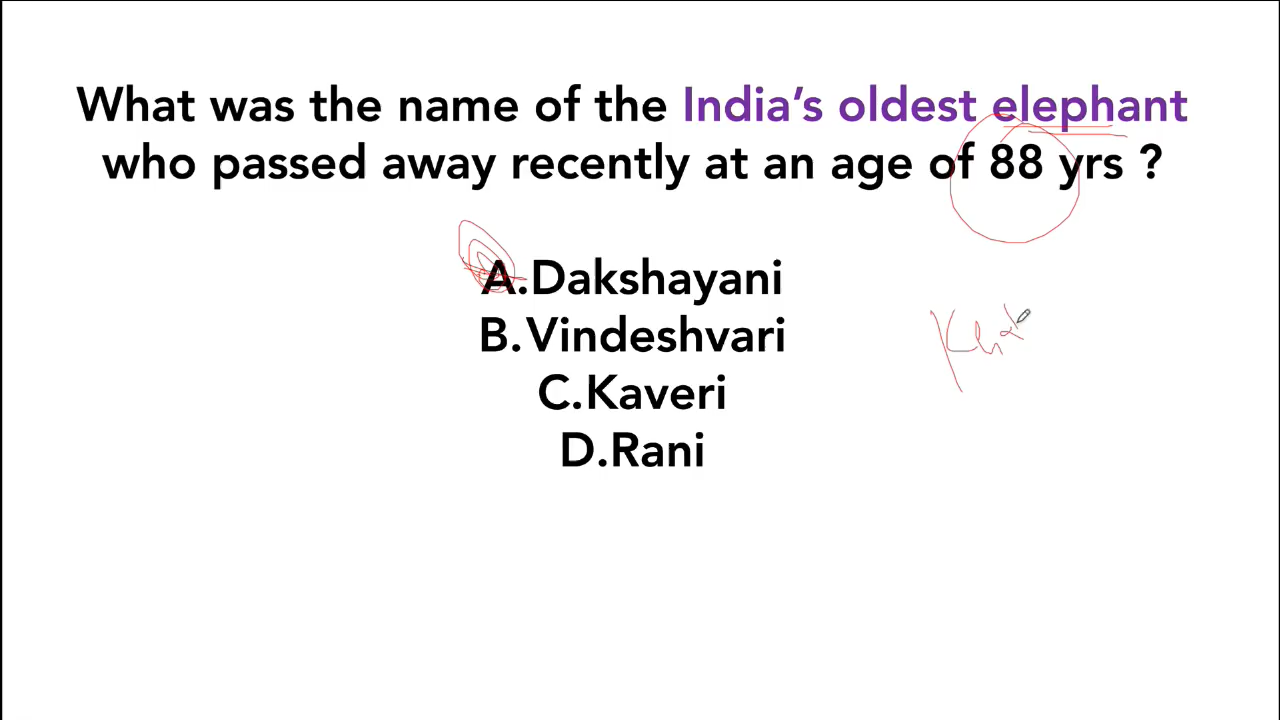 What was the name of the India's oldest elephant
who passed away recently at an age of 88 yrs ?
A.Dakshayani
B.Vindeshvari
C.Kaveri
D.Rani